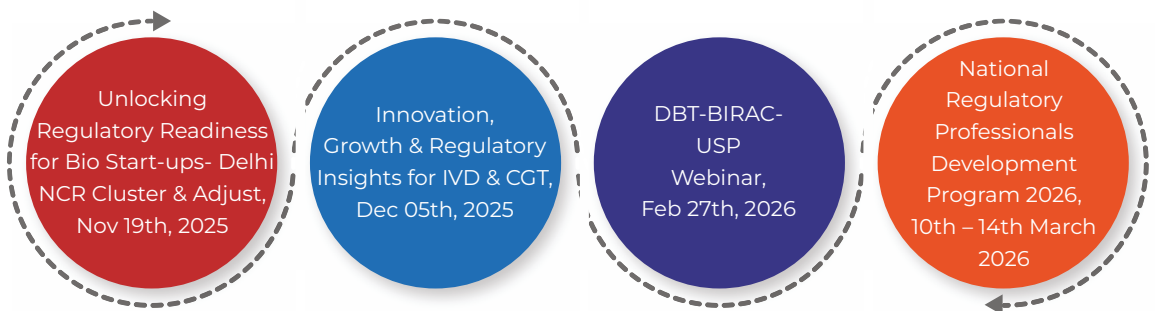 Unlocking
Regulatory Readiness
for Bio Start-ups- Delhi
NCR Cluster & Adjust,
Nov 19th, 2025
Innovation,
Growth & Regulatory
Insights for IVD & CGT,
Dec 05th, 2025
DBT-BIRAC-
USP
Webinar,
Feb 27th, 2026
National
Regulatory
Professionals
Development
Program 2026,
10th – 14th March
2026